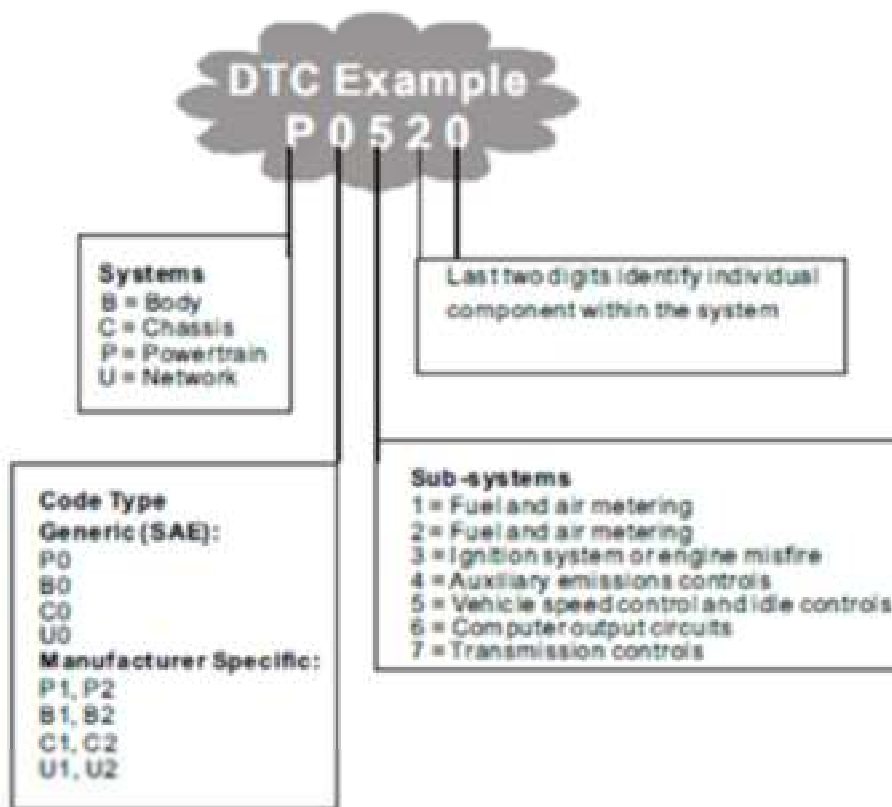 DTC Example
P 0 5 2 0
Systems
B = Body
C = Chassis
P = Powertrain
U = Network
Last two digits identify individual
component within the system
Code Type
Generic (SAE):
P0
B0
C0
U0
Manufacturer Specific:
P1, P2
B1, B2
C1, C2
U1, U2
Sub-systems
1 = Fuel and air metering
2 = Fuel and air metering
3 = Ignition system or engine misfire
4 = Auxiliary emissions controls
5 = Vehicle speed control and idle controls
6 = Computer output circuits
7 = Transmission controls